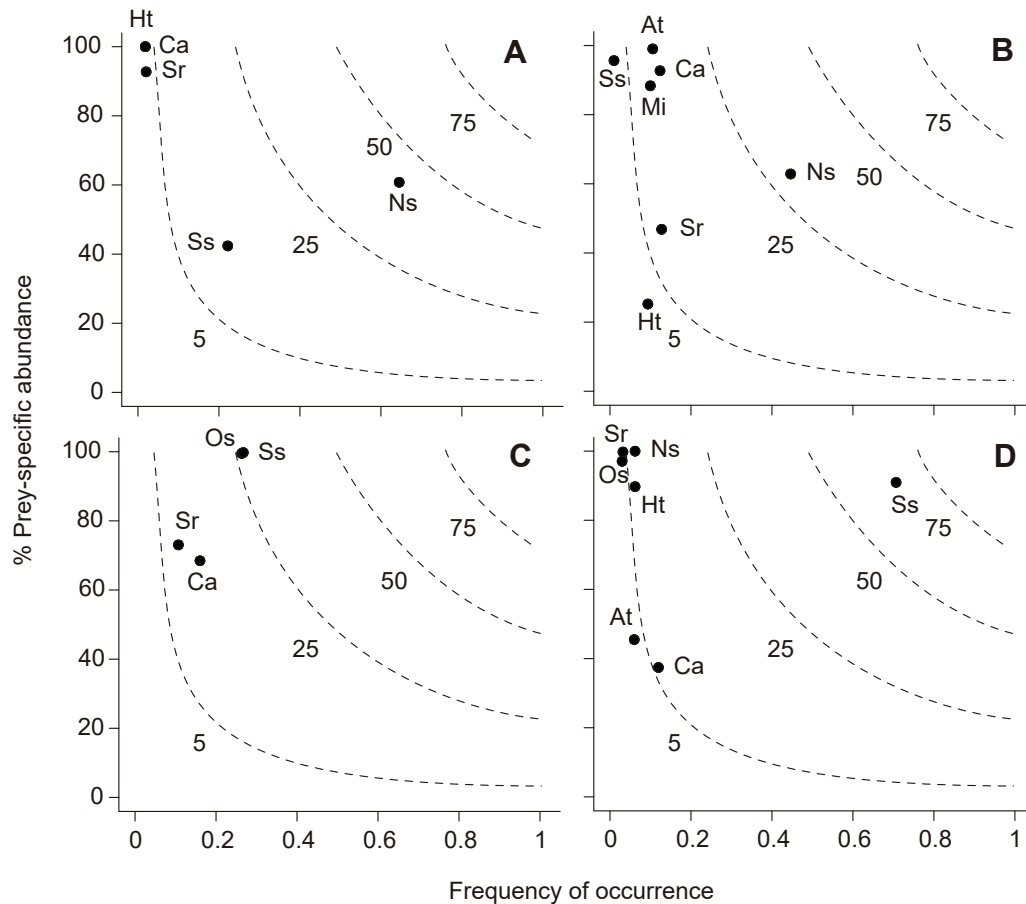 Ht
100
Ca
A
Sr
80
75
50
60
Ns
Ss
25
40
20
5
0
At
B
Ss
Ca
Mi
75
Ns
50
Sr
25
Ht
5
% Prey-specific abundance
Os
100
Ss
C
80
Sr
75
Ca
60
50
25
40
20
5
0
0 0.2 0.4 0.6 0.8 1
Sr
Ns
D
Os
Ht
Ss
75
50
At
25
Ca
5
0 0.2 0.4 0.6 0.8 1
Frequency of occurrence